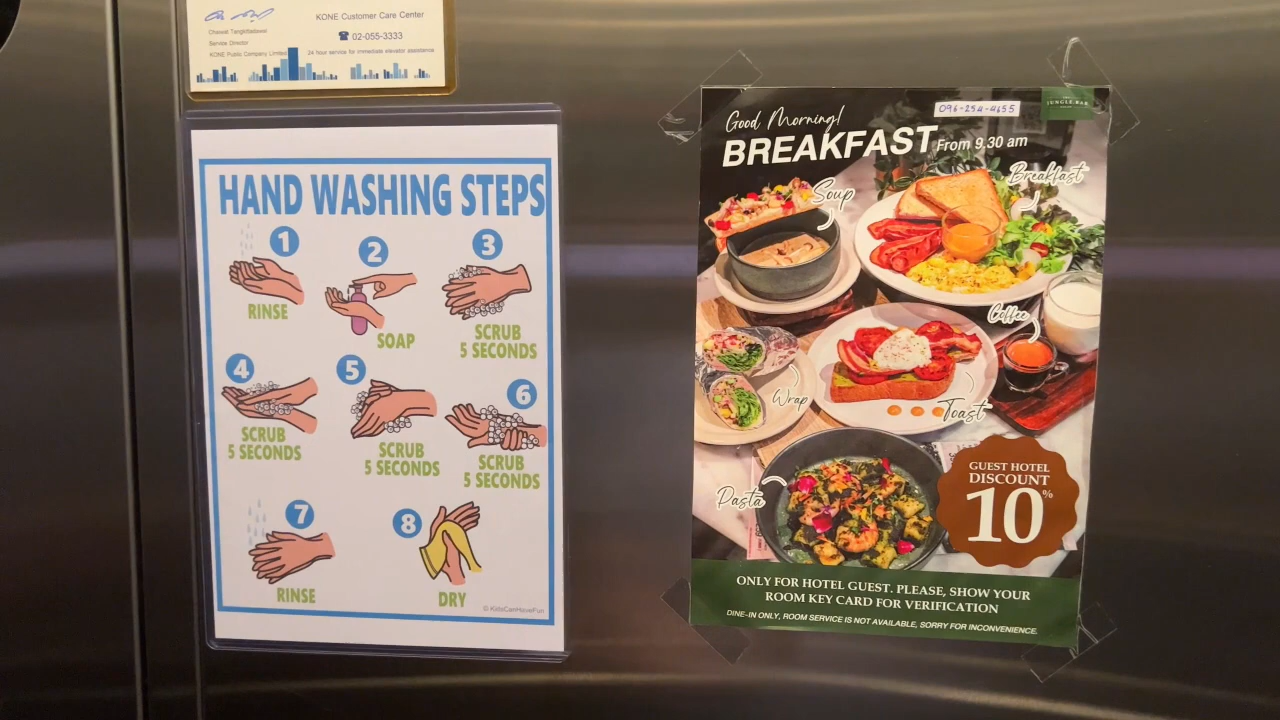 KONE Customer Care Center
☎ 02-055-3333
Service Director
KONE Public Company Limited
24 hour service for immediate elevator assistance
HAND WASHING STEPS
1
RINSE
2
SOAP
3
SCRUB
5 SECONDS
4
SCRUB
5 SECONDS
5
SCRUB
5 SECONDS
6
SCRUB
5 SECONDS
7
RINSE
8
DRY
© KidsCanHaveFun
096-254-4655
JUNGLE BAR
Good Morning!
BREAKFAST From 9.30 am
Soup
Breakfast
Coffee
Wrap
Toast
Pasta
GUEST HOTEL
DISCOUNT
10%
ONLY FOR HOTEL GUEST. PLEASE, SHOW YOUR
ROOM KEY CARD FOR VERIFICATION
DINE-IN ONLY, ROOM SERVICE IS NOT AVAILABLE, SORRY FOR INCONVENIENCE.